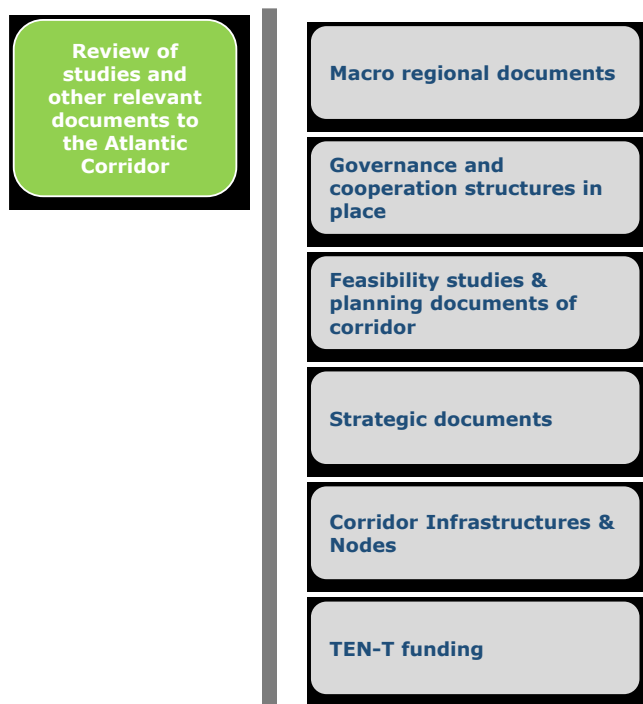 Review of
studies and
other relevant
documents to
the Atlantic
Corridor
Macro regional documents
Governance and
cooperation structures in
place
Feasibility studies &
planning documents of
corridor
Strategic documents
Corridor Infrastructures &
Nodes
TEN-T funding